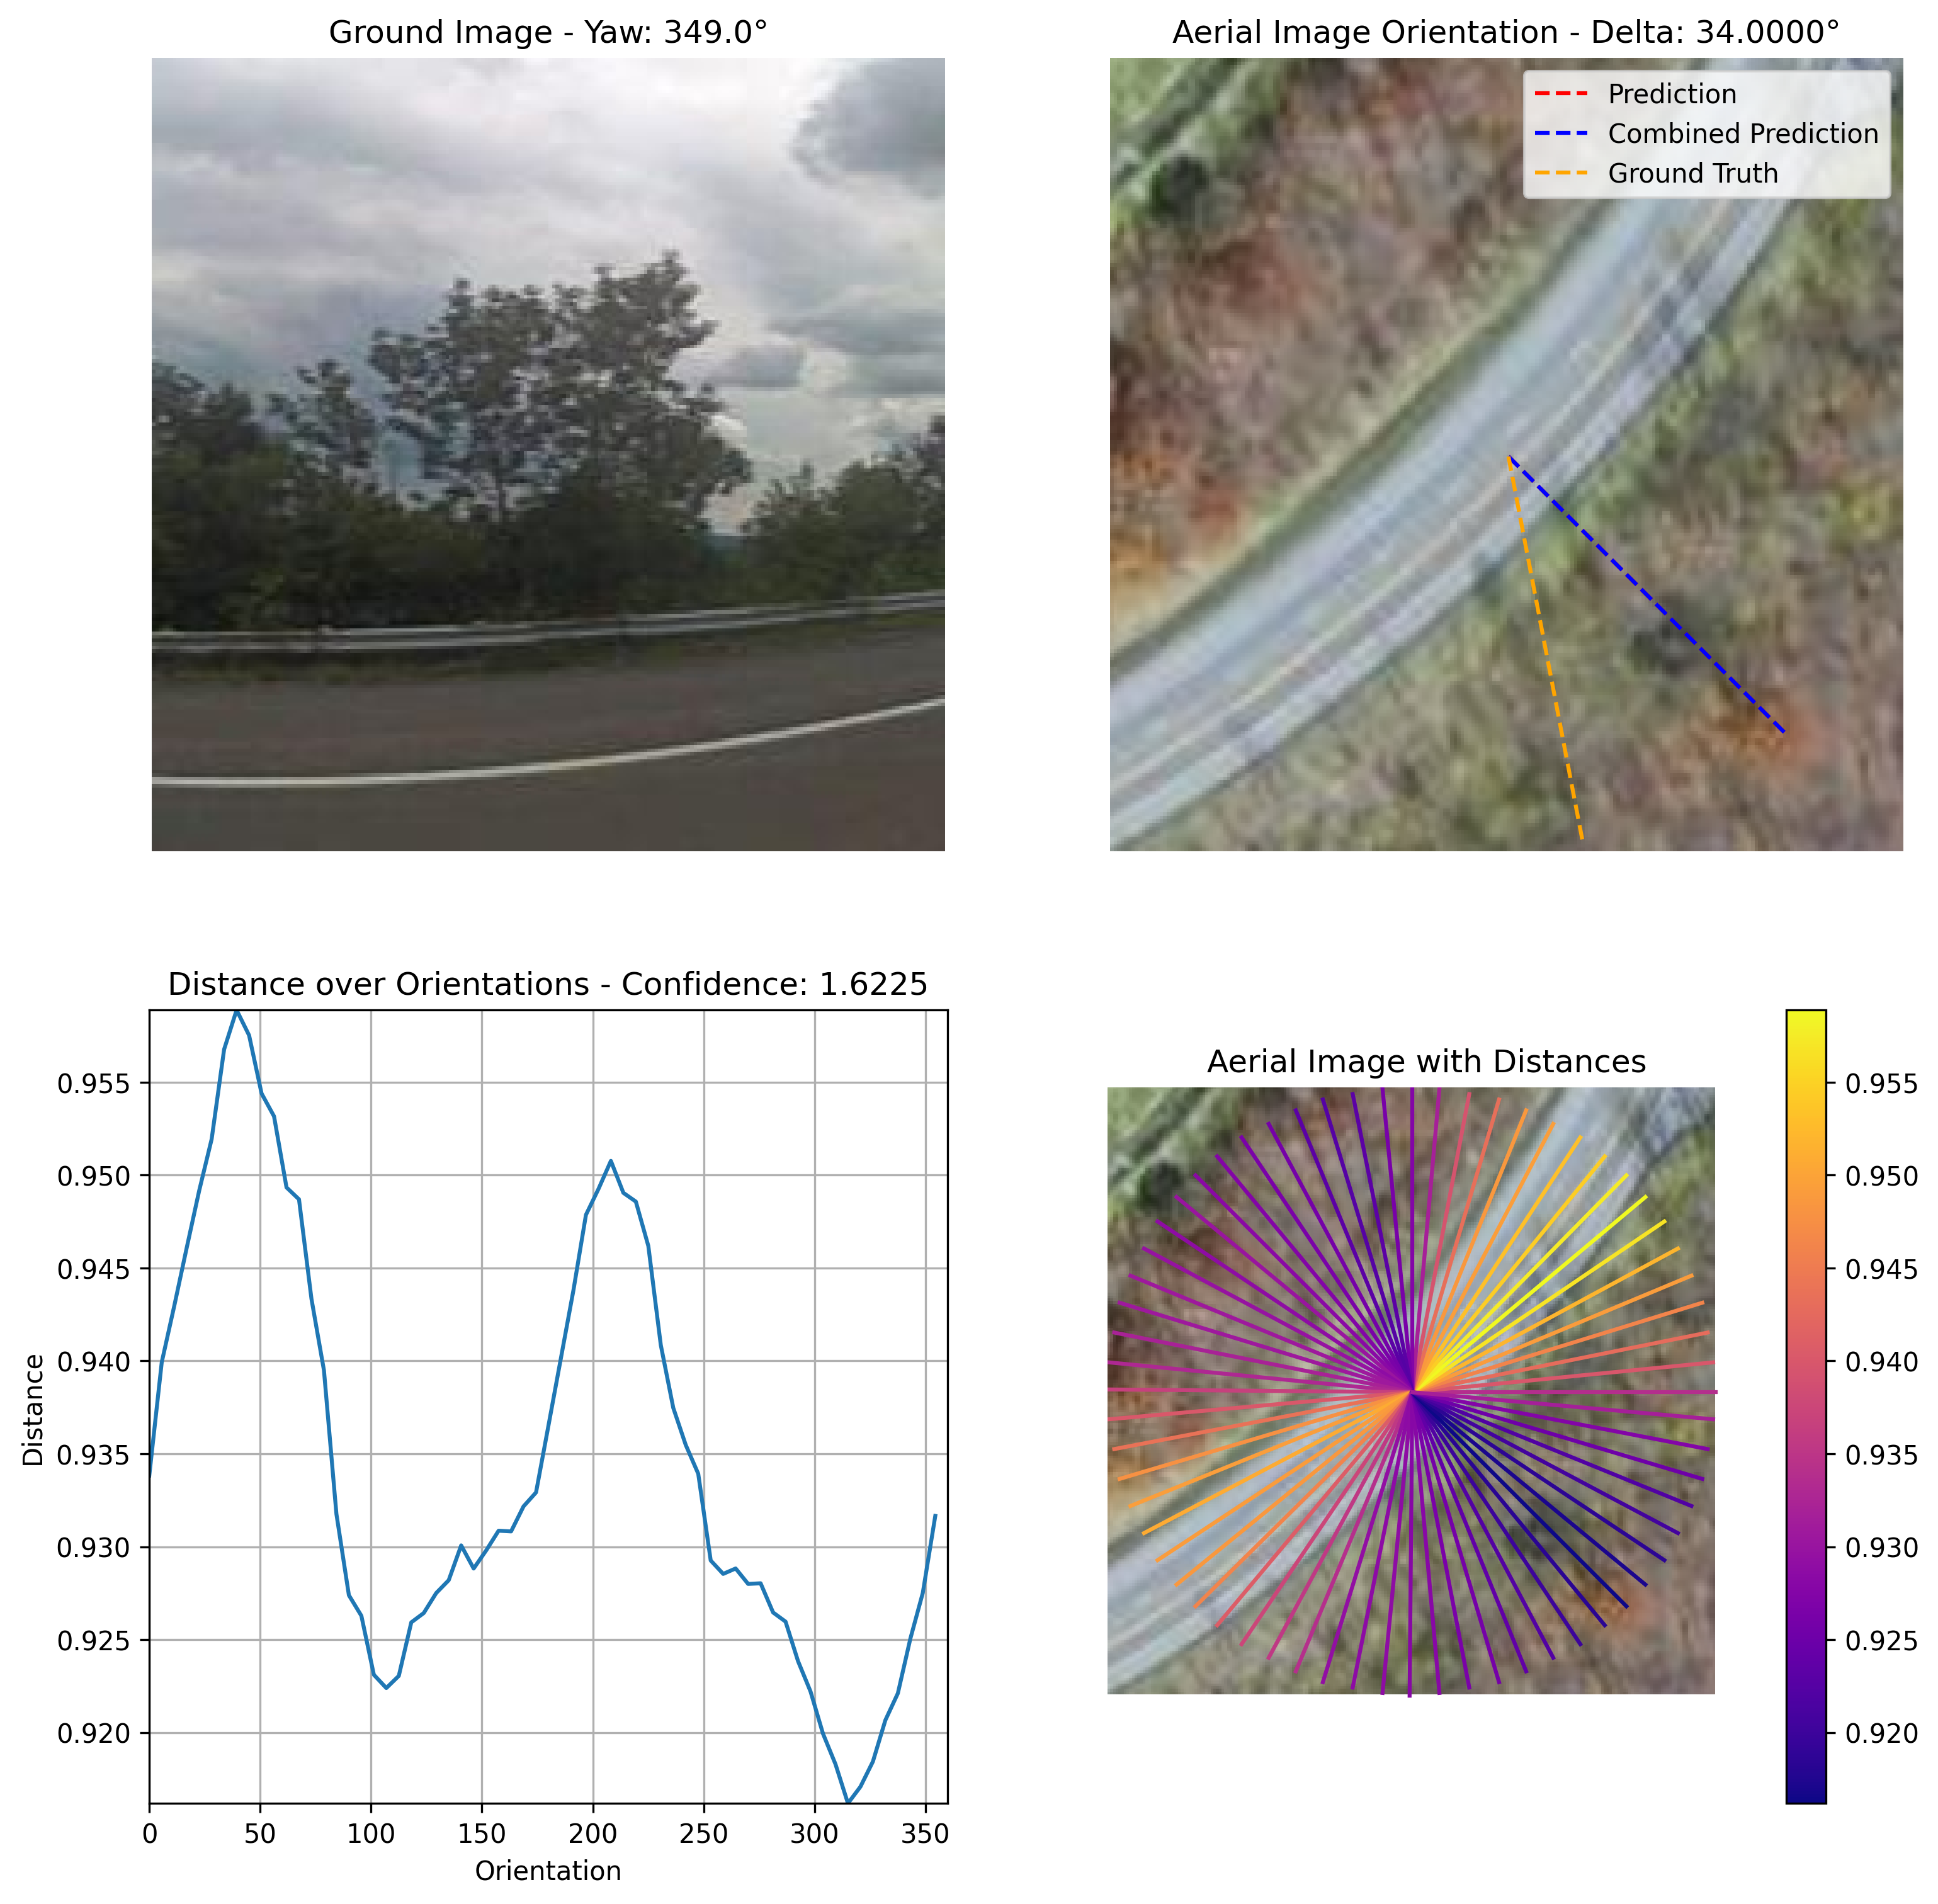 Ground Image - Yaw: 349.0°
Aerial Image Orientation - Delta: 34.0000°
Prediction
Combined Prediction
Ground Truth
Distance over Orientations - Confidence: 1.6225
0.955
0.950
0.945
0.940
0.935
0.930
0.925
0.920
Distance
0
50
100
150
200
250
300
350
Orientation
Aerial Image with Distances
0.955
0.950
0.945
0.940
0.935
0.930
0.925
0.920